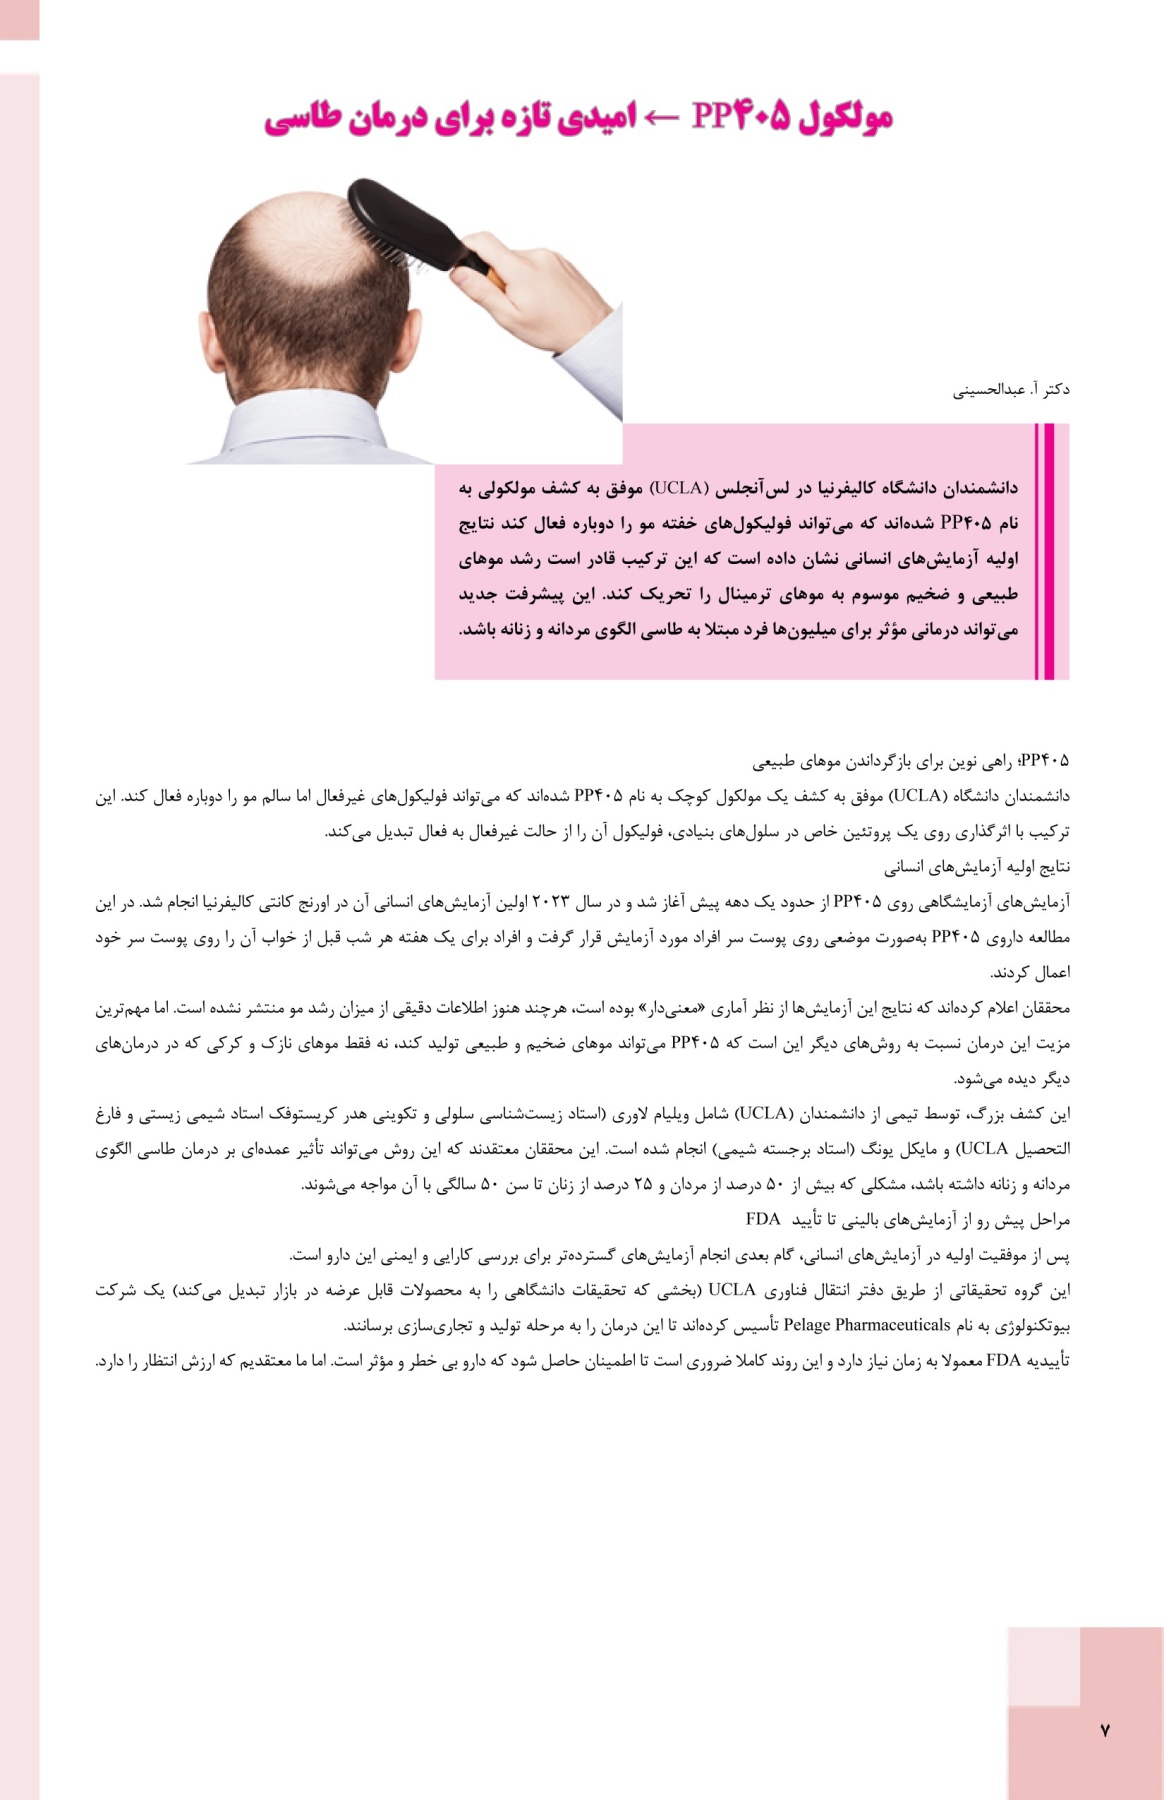 مولکول PP۴۰۵ ← امیدی تازه برای درمان طاسی
دکتر آ. عبدالحسینی
دانشمندان دانشگاه کالیفرنیا در لس‌آنجلس (UCLA) موفق به کشف مولکولی به
نام PP۴۰۵ شده‌اند که می‌تواند فولیکول‌های خفته مو را دوباره فعال کند نتایج
اولیه آزمایش‌های انسانی نشان داده است که این ترکیب قادر است رشد موهای
طبیعی و ضخیم موسوم به موهای ترمینال را تحریک کند. این پیشرفت جدید
می‌تواند درمانی مؤثر برای میلیون‌ها فرد مبتلا به طاسی الگوی مردانه و زنانه باشد.
PP۴۰۵؛ راهی نوین برای بازگرداندن موهای طبیعی
دانشمندان دانشگاه (UCLA) موفق به کشف یک مولکول کوچک به نام PP۴۰۵ شده‌اند که می‌تواند فولیکول‌های غیرفعال اما سالم مو را دوباره فعال کند. این
ترکیب با اثرگذاری روی یک پروتئین خاص در سلول‌های بنیادی، فولیکول آن را از حالت غیرفعال به فعال تبدیل می‌کند.
نتایج اولیه آزمایش‌های انسانی
آزمایش‌های آزمایشگاهی روی PP۴۰۵ از حدود یک دهه پیش آغاز شد و در سال ۲۰۲۳ اولین آزمایش‌های انسانی آن در اورنج کانتی کالیفرنیا انجام شد. در این
مطالعه داروی PP۴۰۵ به‌صورت موضعی روی پوست سر افراد مورد آزمایش قرار گرفت و افراد برای یک هفته هر شب قبل از خواب آن را روی پوست سر خود
اعمال کردند.
محققان اعلام کرده‌اند که نتایج این آزمایش‌ها از نظر آماری «معنی‌دار» بوده است، هرچند هنوز اطلاعات دقیقی از میزان رشد مو منتشر نشده است. اما مهم‌ترین
مزیت این درمان نسبت به روش‌های دیگر این است که PP۴۰۵ می‌تواند موهای ضخیم و طبیعی تولید کند، نه فقط موهای نازک و کرکی که در درمان‌های
دیگر دیده می‌شود.
این کشف بزرگ، توسط تیمی از دانشمندان (UCLA) شامل ویلیام لاوری (استاد زیست‌شناسی سلولی و تکوینی هدر کریستوفک استاد شیمی زیستی و فارغ
التحصیل UCLA) و مایکل یونگ (استاد برجسته شیمی) انجام شده است. این محققان معتقدند که این روش می‌تواند تأثیر عمده‌ای بر درمان طاسی الگوی
مردانه و زنانه داشته باشد، مشکلی که بیش از ۵۰ درصد از مردان و ۲۵ درصد از زنان تا سن ۵۰ سالگی با آن مواجه می‌شوند.
مراحل پیش رو از آزمایش‌های بالینی تا تأیید FDA
پس از موفقیت اولیه در آزمایش‌های انسانی، گام بعدی انجام آزمایش‌های گسترده‌تر برای بررسی کارایی و ایمنی این دارو است.
این گروه تحقیقاتی از طریق دفتر انتقال فناوری UCLA (بخشی که تحقیقات دانشگاهی را به محصولات قابل عرضه در بازار تبدیل می‌کند) یک شرکت
بیوتکنولوژی به نام Pelage Pharmaceuticals تأسیس کرده‌اند تا این درمان را به مرحله تولید و تجاری‌سازی برسانند.
تأییدیه FDA معمولا به زمان نیاز دارد و این روند کاملا ضروری است تا اطمینان حاصل شود که دارو بی خطر و مؤثر است. اما ما معتقدیم که ارزش انتظار را دارد.
۷